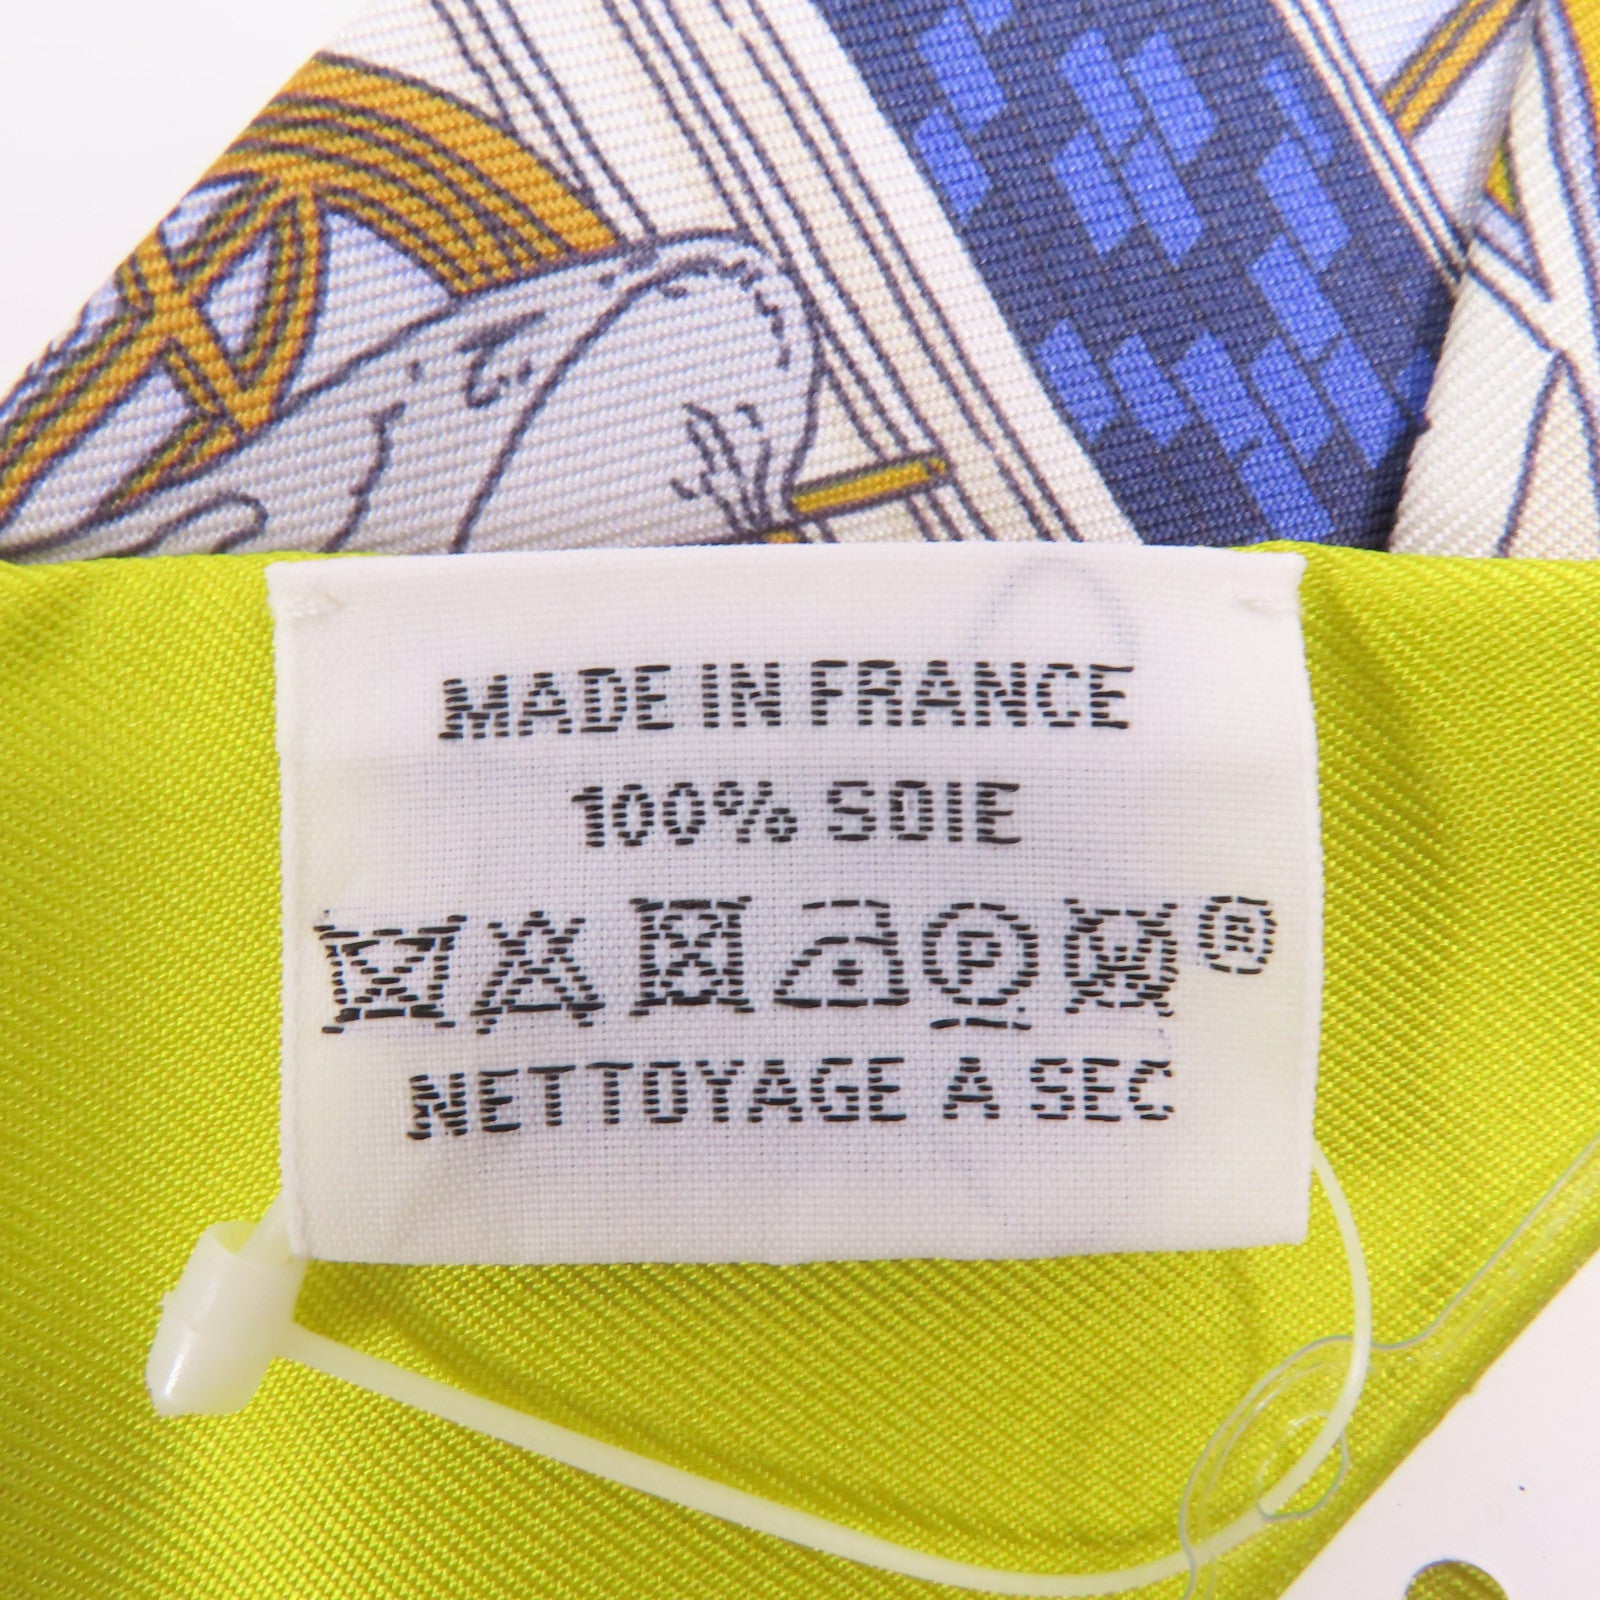 MADE IN FRANCE
100% SOIE
P W ®
NETTOYAGE A SEC